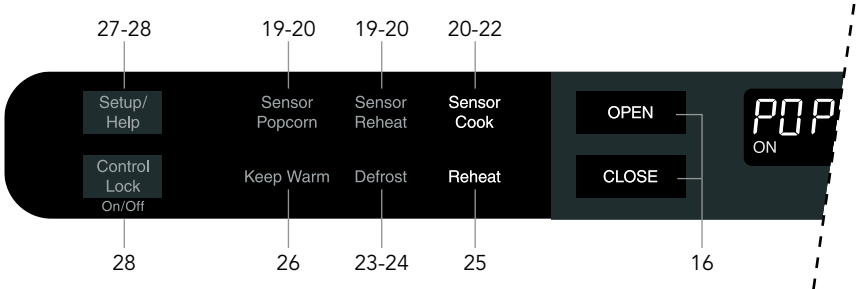 27-28 19-20 19-20 20-22
Setup/ Sensor Sensor Sensor
Help Popcorn Reheat Cook
OPEN
POP
ON
Control
Lock
On/Off
Keep Warm Defrost Reheat
CLOSE
28 26 23-24 25 16